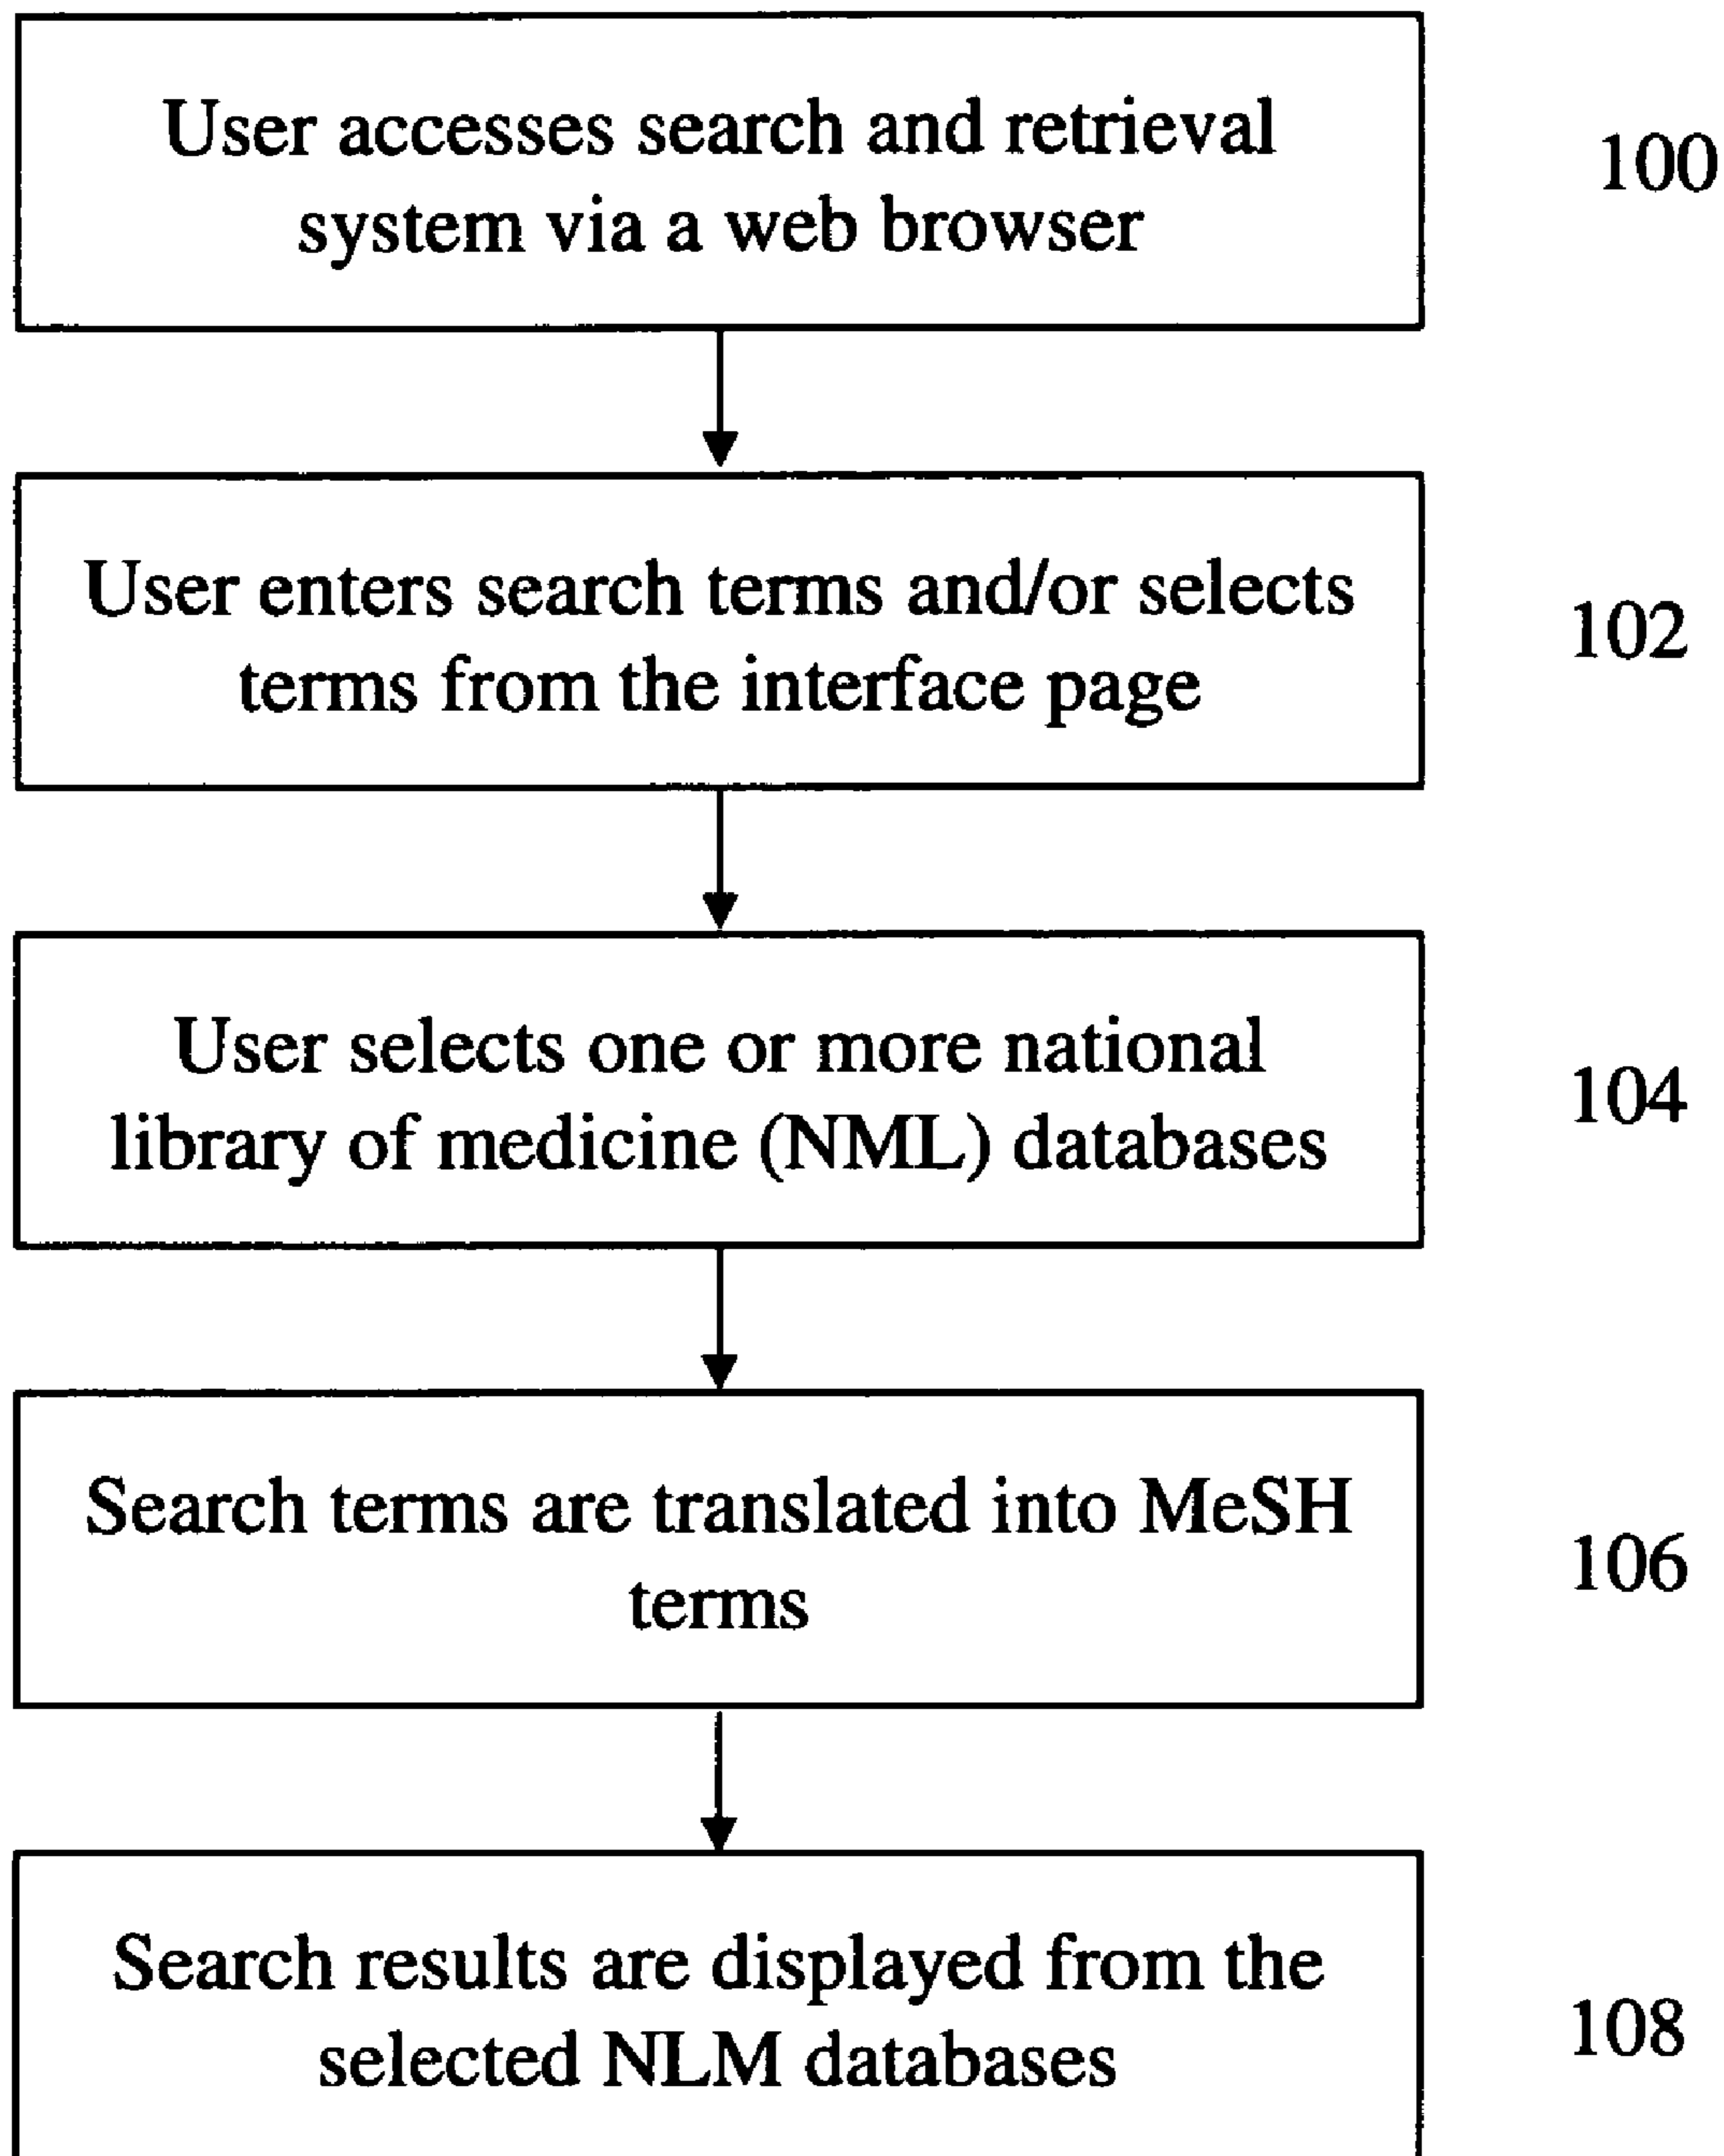 User accesses search and retrieval
system via a web browser
100
User enters search terms and/or selects
terms from the interface page
102
User selects one or more national
library of medicine (NML) databases
104
Search terms are translated into MeSH
terms
106
Search results are displayed from the
selected NLM databases
108